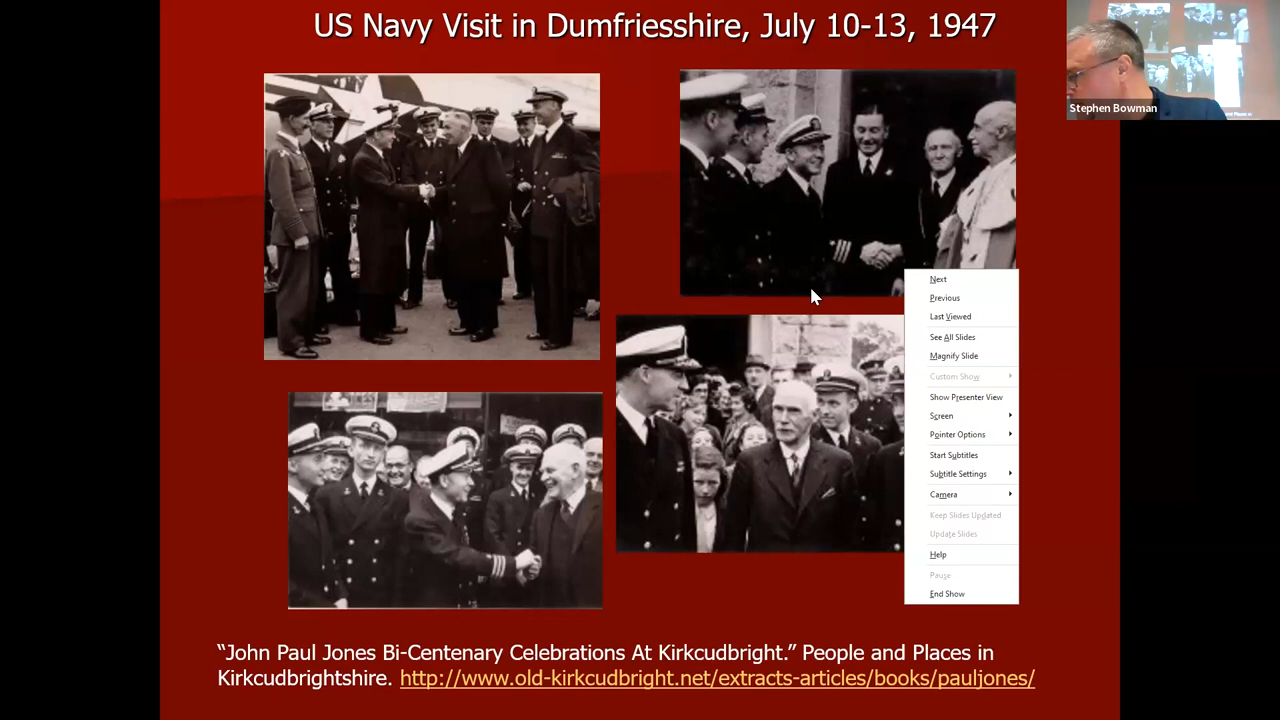 US Navy Visit in Dumfriesshire, July 10-13, 1947
Stephen Bowman
Next
Previous
Last Viewed
See All Slides
Magnify Slide
Custom Show
Show Presenter View
Screen
Pointer Options
Start Subtitles
Subtitle Settings
Camera
Keep Slides Updated
Update Slides
Help
Pause
End Show
“John Paul Jones Bi-Centenary Celebrations At Kirkcudbright.” People and Places in
Kirkcudbrightshire. http://www.old-kirkcudbright.net/extracts-articles/books/pauljones/